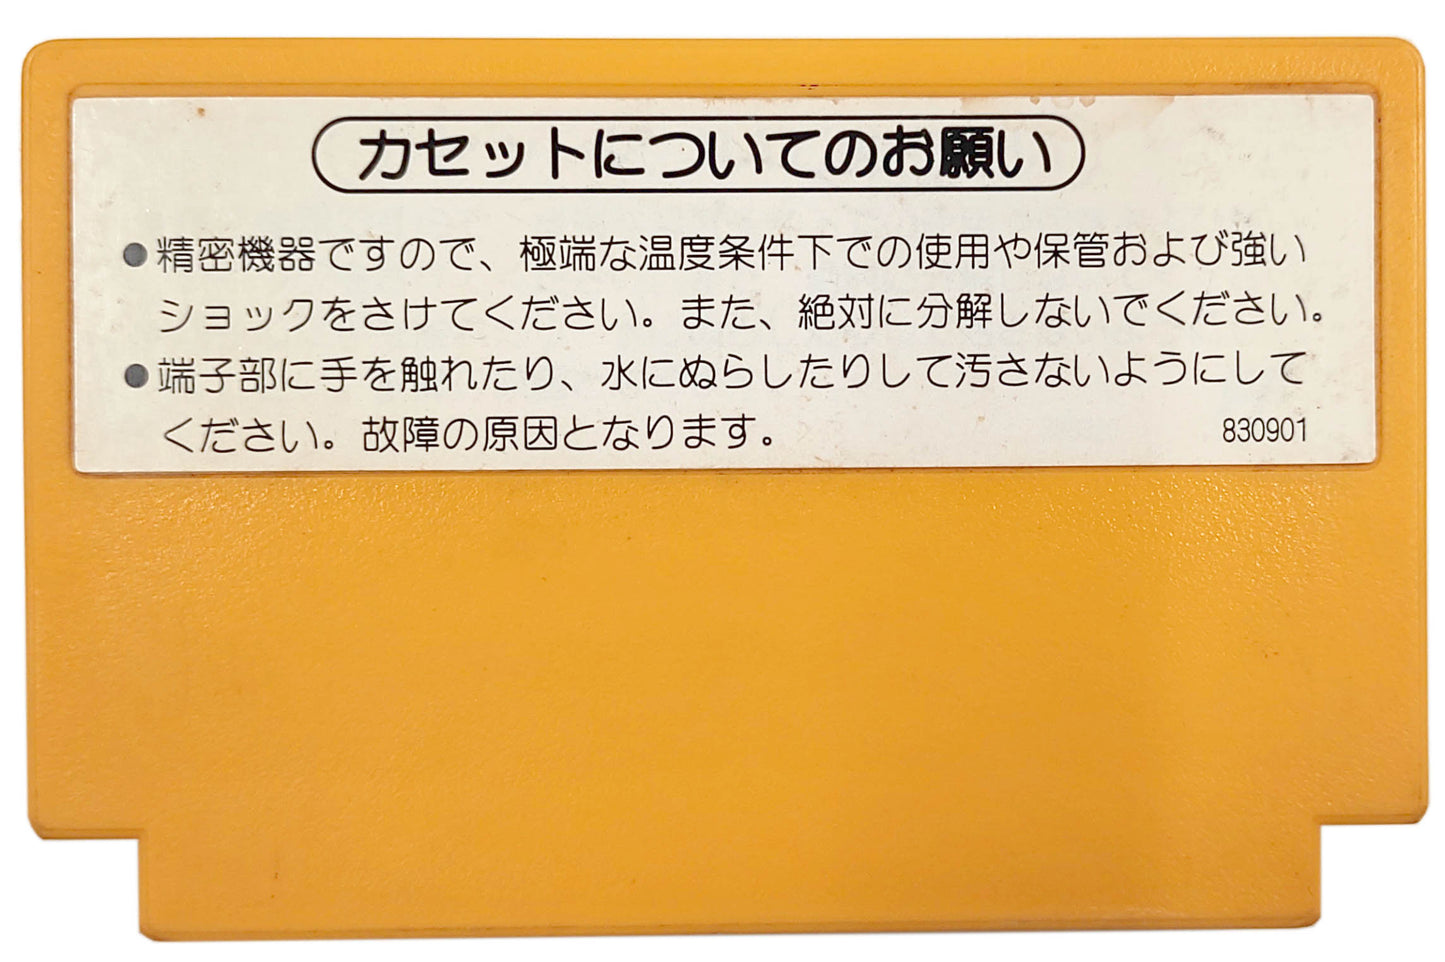 カセットについてのお願い
●精密機器ですので、極端な温度条件下での使用や保管および強い
ショックをさけてください。また、絶対に分解しないでください。
●端子部に手を触れたり、水にぬらしたりして汚さないようにして
ください。故障の原因となります。 830901